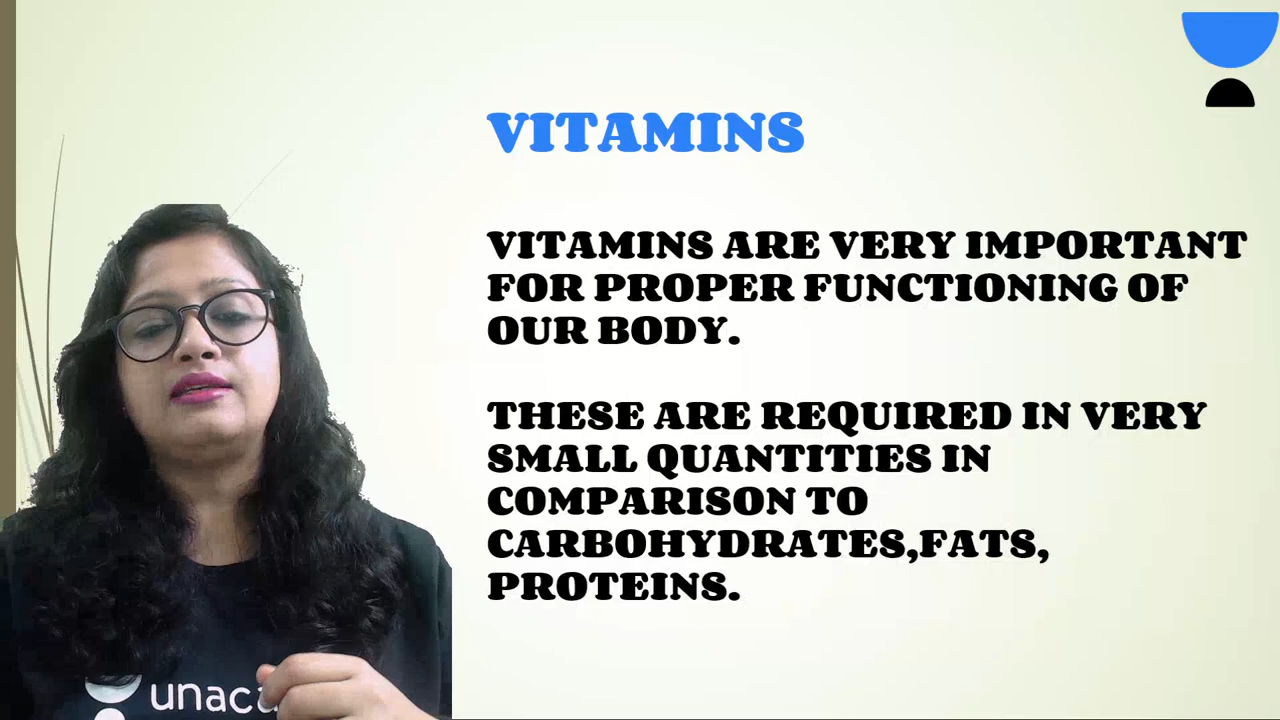 VITAMINS
VITAMINS ARE VERY IMPORTANT
FOR PROPER FUNCTIONING OF
OUR BODY.
THESE ARE REQUIRED IN VERY
SMALL QUANTITIES IN
COMPARISON TO
CARBOHYDRATES,FATS,
PROTEINS.